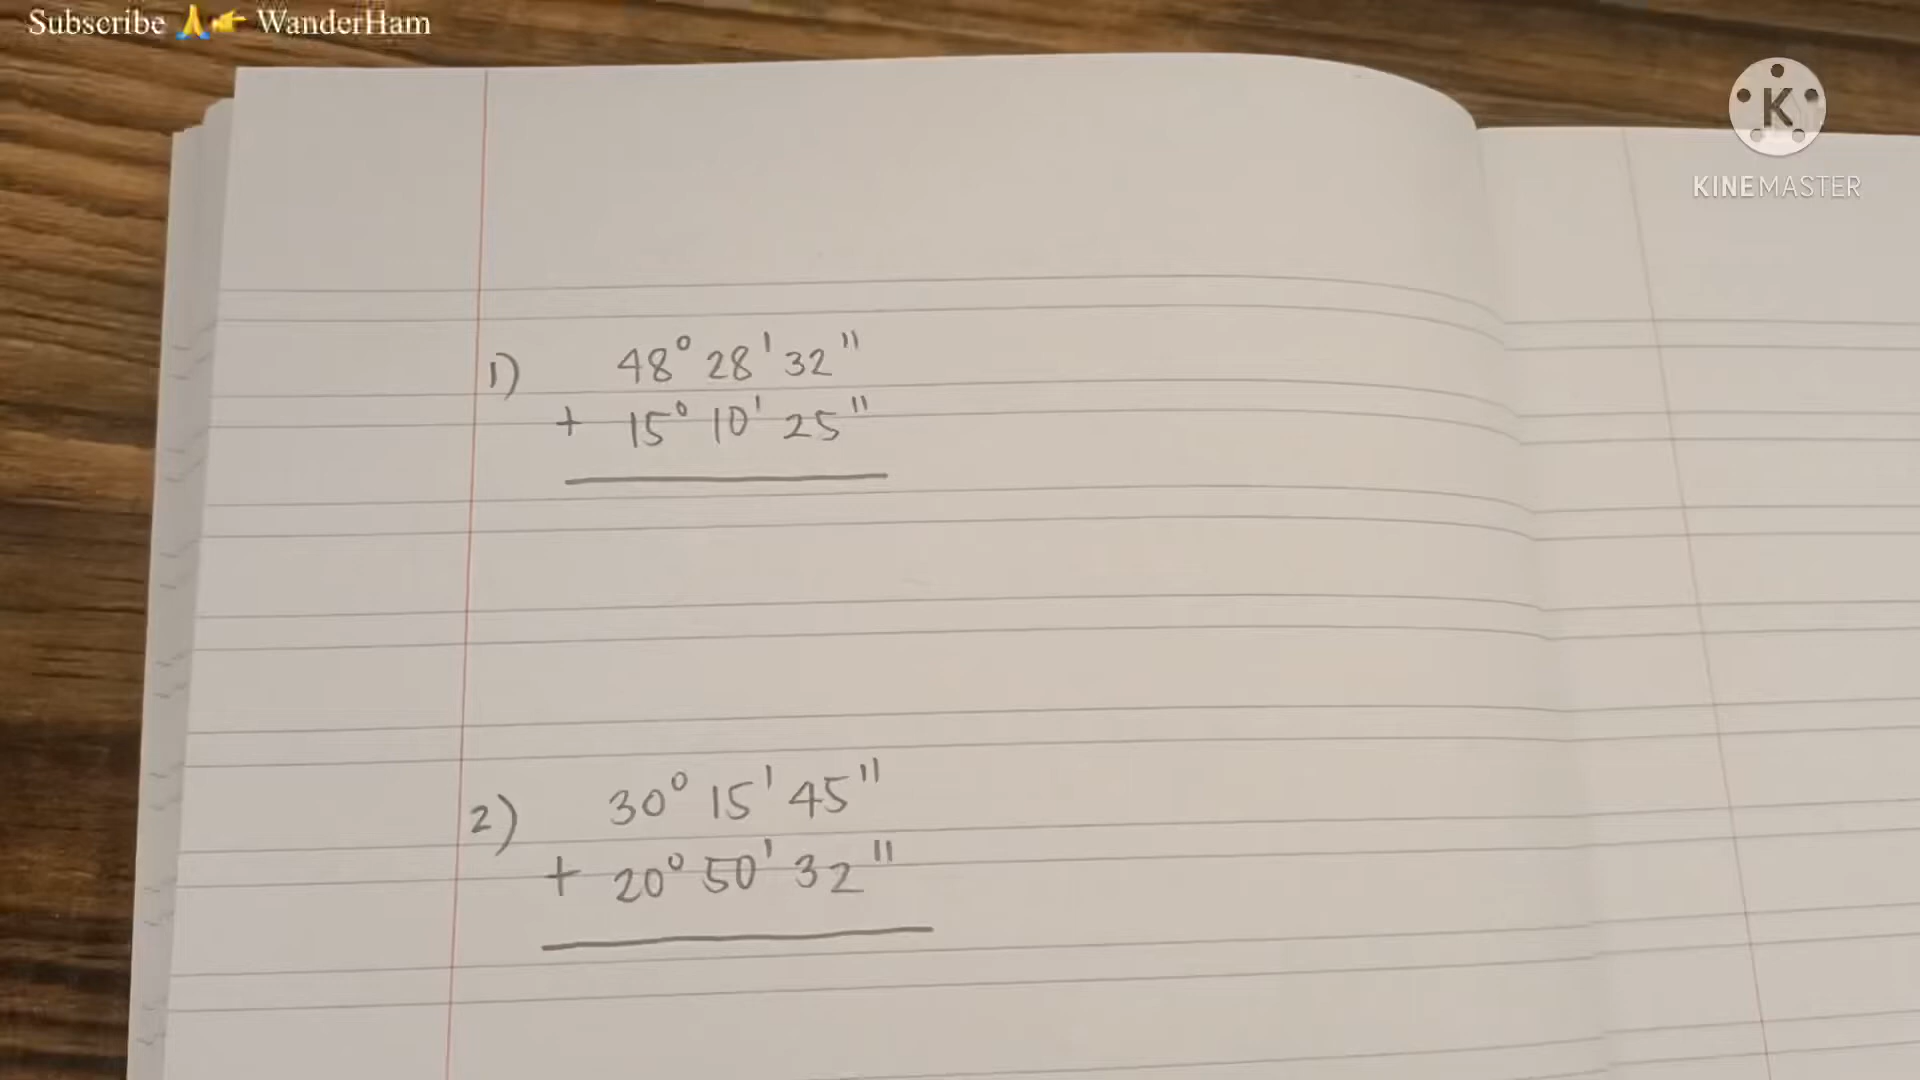 Subscribe 🙏👉 WanderHam
K
KINEMASTER
1) 48° 28' 32"
+ 15° 10' 25"
2) 30° 15' 45"
+ 20° 50' 32"